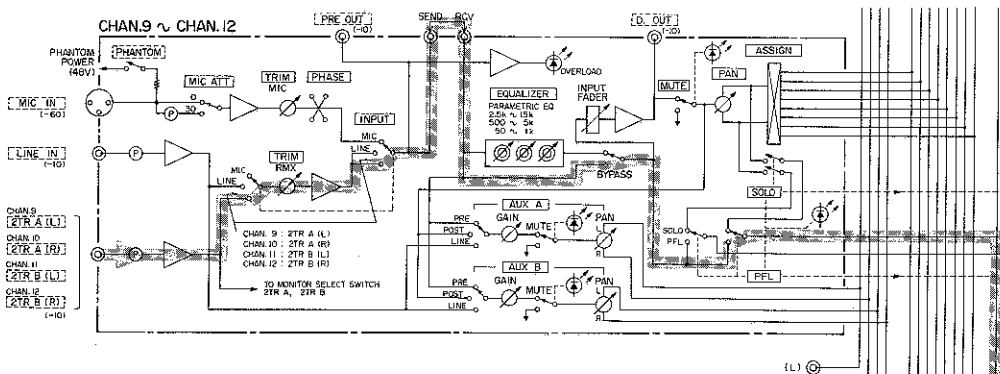 CHAN.9 ~ CHAN.12
PRE OUT
(-10)
SEND
RCV
D. OUT
(-20)
PHANTOM
POWER
(48V)
PHANTOM
MIC ATT
TRIM
MIC
PHASE
OVERLOAD
EQUALIZER
PARAMETRIC EQ
2.5k ~ 15k
500 ~ 5k
50 ~ 1k
INPUT
FADER
MUTE
PAN
ASSIGN
MIC IN
(-60)
P
30
INPUT
MIC
LINE
LINE IN
(-10)
P
MIC
LINE
TRIM
RMX
BYPASS
SOLO
CHAN.9
2TR A (L)
CHAN.10
2TR A (R)
CHAN.11
2TR B (L)
CHAN.12
2TR B (R)
(-10)
P
CHAN. 9 : 2TR A (L)
CHAN. 10 : 2TR A (R)
CHAN. 11 : 2TR B (L)
CHAN. 12 : 2TR B (R)
TO MONITOR SELECT SWITCH
2TR A, 2TR B
AUX A
PRE
POST
LINE
GAIN
MUTE
PAN
L
R
SOLO
PFL
PFL
AUX B
PRE
POST
LINE
GAIN
MUTE
PAN
L
R
(L)